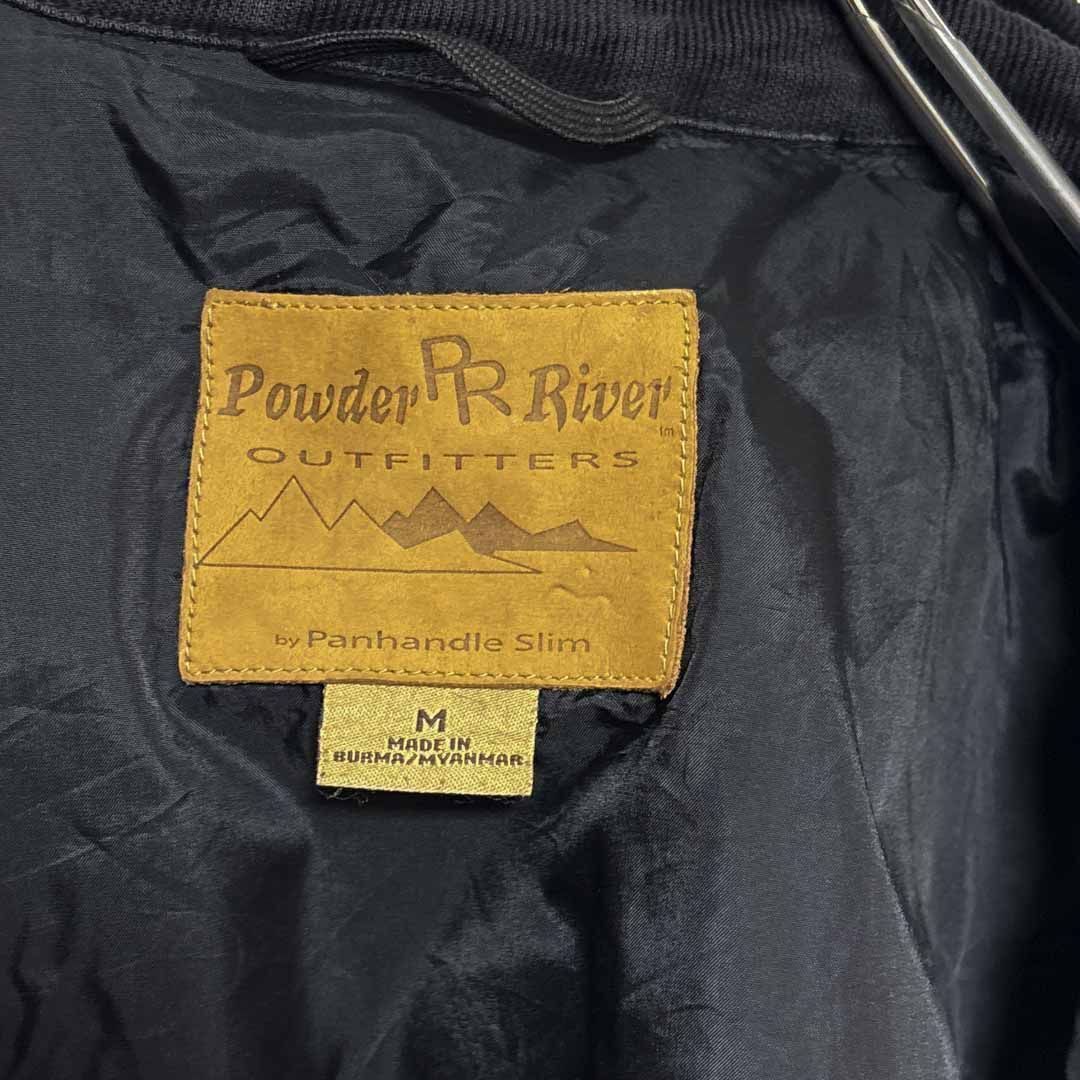 Powder PR River
tm
OUTFITTERS
by Panhandle Slim
M
MADE IN
BURMA/MYANMAR